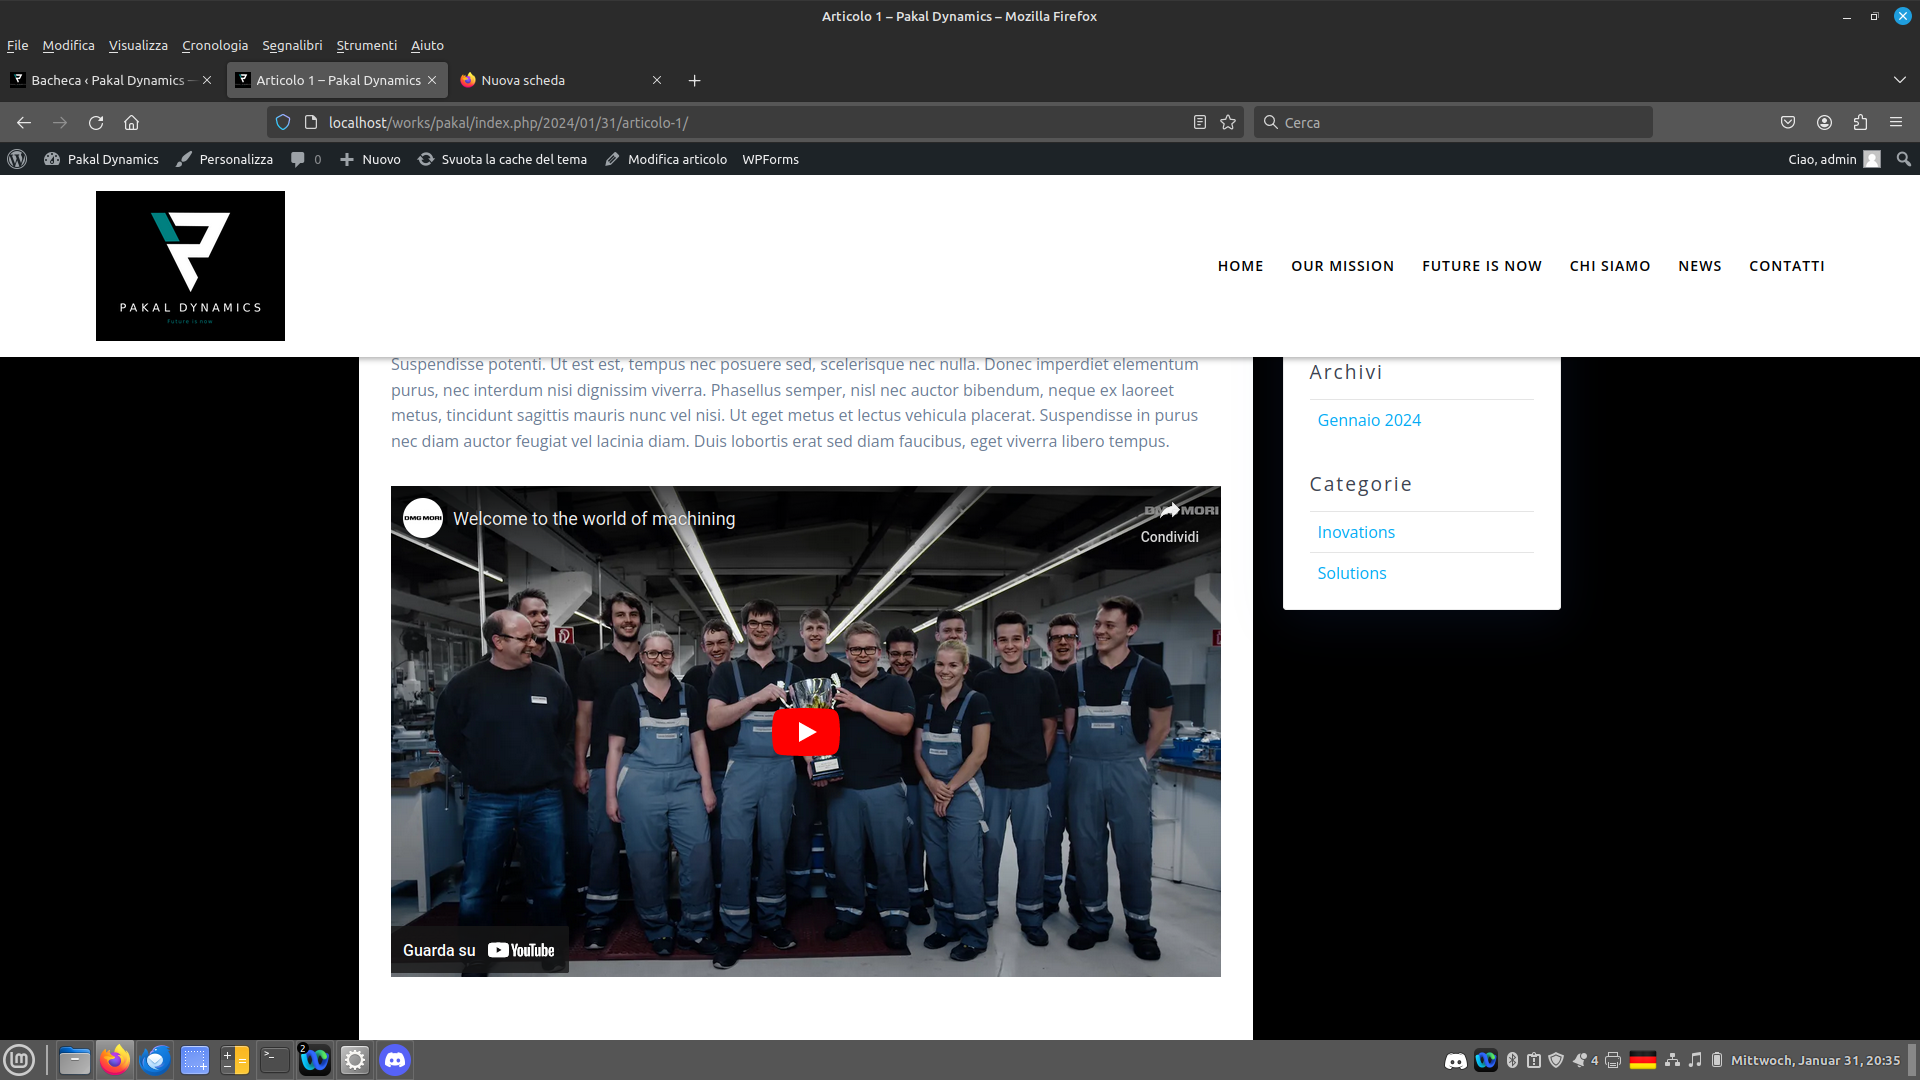 Articolo 1 – Pakal Dynamics – Mozilla Firefox
File Modifica Visualizza Cronologia Segnalibri Strumenti Aiuto
Bacheca ‹ Pakal Dynamics —
Articolo 1 – Pakal Dynamics
Nuova scheda
localhost/works/pakal/index.php/2024/01/31/articolo-1/
Cerca
Pakal Dynamics Personalizza 0 Nuovo Svuota la cache del tema Modifica articolo WPForms
Ciao, admin
PAKAL DYNAMICS
Future is now
HOME OUR MISSION FUTURE IS NOW CHI SIAMO NEWS CONTATTI
Suspendisse potenti. Ut est est, tempus nec posuere sed, scelerisque nec nulla. Donec imperdiet elementum
purus, nec interdum nisi dignissim viverra. Phasellus semper, nisl nec auctor bibendum, neque ex laoreet
metus, tincidunt sagittis mauris nunc vel nisi. Ut eget metus et lectus vehicula placerat. Suspendisse in purus
nec diam auctor feugiat vel lacinia diam. Duis lobortis erat sed diam faucibus, eget viverra libero tempus.
DMG MORI
Welcome to the world of machining
DMG MORI
Condividi
Guarda su YouTube
Archivi
Gennaio 2024
Categorie
Inovations
Solutions
2
4
Mittwoch, Januar 31, 20:35